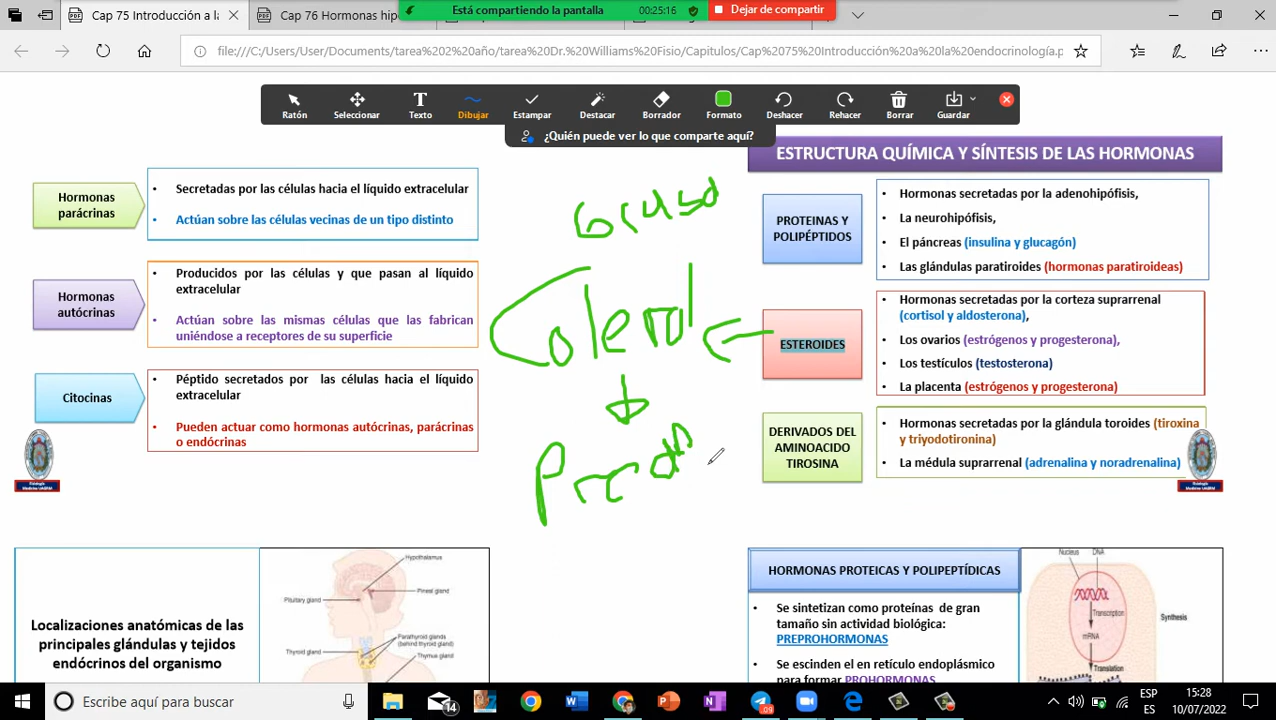 Cap 75 Introducción a l
Cap 76 Hormonas hip
Está compartiendo la pantalla
00:25:16
Dejar de compartir
file:///C:/Users/User/Documents/tarea%202%20año/tarea%20Dr.%20Williams%20Fisio/Capitulos/Cap%2075%20Introducción%20a%20la%20endocrinología.p
Ratón
Seleccionar
Texto
Dibujar
Estampar
Destacar
Borrador
Formato
Deshacer
Rehacer
Borrar
Guardar
¿Quién puede ver lo que comparte aquí?
Hormonas
parácrinas
• Secretadas por las células hacia el líquido extracelular
• Actúan sobre las células vecinas de un tipo distinto
Hormonas
autócrinas
• Producidos por las células y que pasan al líquido
extracelular
• Actúan sobre las mismas células que las fabrican
uniéndose a receptores de su superficie
Citocinas
• Péptido secretados por las células hacia el líquido
extracelular
• Pueden actuar como hormonas autócrinas, parácrinas
o endócrinas
ESTRUCTURA QUÍMICA Y SÍNTESIS DE LAS HORMONAS
PROTEINAS Y
POLIPÉPTIDOS
• Hormonas secretadas por la adenohipófisis,
• La neurohipófisis,
• El páncreas (insulina y glucagón)
• Las glándulas paratiroides (hormonas paratiroideas)
ESTEROIDES
• Hormonas secretadas por la corteza suprarrenal
(cortisol y aldosterona),
• Los ovarios (estrógenos y progesterona),
• Los testículos (testosterona)
• La placenta (estrógenos y progesterona)
DERIVADOS DEL
AMINOACIDO
TIROSINA
• Hormonas secretadas por la glándula toroides (tiroxina
y triyodotironina)
• La médula suprarrenal (adrenalina y noradrenalina)
Localizaciones anatómicas de las
principales glándulas y tejidos
endócrinos del organismo
Hypothalamus
Pineal gland
Pituitary gland
Parathyroid glands
(behind thyroid gland)
Thyroid gland
Thymus gland
HORMONAS PROTEICAS Y POLIPEPTÍDICAS
• Se sintetizan como proteínas de gran
tamaño sin actividad biológica:
PREPROHORMONAS
• Se escinden el en retículo endoplásmico
para formar PROHORMONAS
Nucleus
DNA
Transcription
Synthesis
mRNA
Translation
Escribe aquí para buscar
14
09
ESP
ES
15:28
10/07/2022